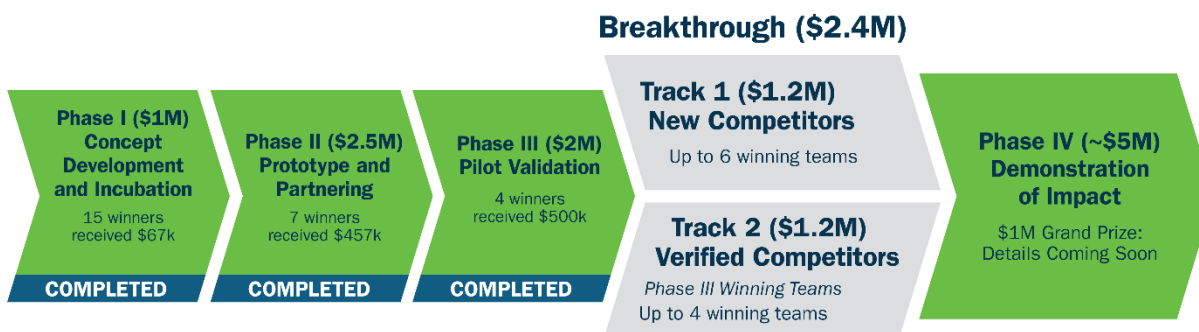 Breakthrough ($2.4M)
Phase I ($1M)
Concept
Development
and Incubation
15 winners
received $67k
COMPLETED
Phase II ($2.5M)
Prototype and
Partnering
7 winners
received $457k
COMPLETED
Phase III ($2M)
Pilot Validation
4 winners
received $500k
COMPLETED
Track 1 ($1.2M)
New Competitors
Up to 6 winning teams
Track 2 ($1.2M)
Verified Competitors
Phase III Winning Teams
Up to 4 winning teams
Phase IV (~$5M)
Demonstration
of Impact
$1M Grand Prize:
Details Coming Soon